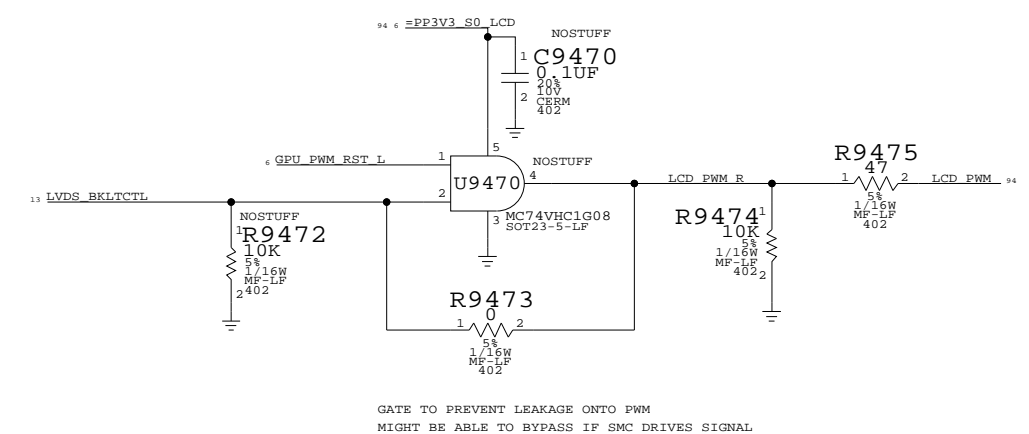 94 6 =PP3V3_S0_LCD
NOSTUFF
1 C9470
0.1UF
20%
10V
2 CERM
402
5
6 GPU_PWM_RST_L 1
NOSTUFF
4
U9470
2
13 LVDS_BKLTCTL
3 MC74VHC1G08
SOT23-5-LF
LCD_PWM_R
R9475
47
1 2
LCD_PWM 94
5%
1/16W
MF-LF
402
NOSTUFF
1 R9472
10K
5%
1/16W
MF-LF
2 402
R9474 1
10K
5%
1/16W
MF-LF
402 2
R9473
0
1 2
5%
1/16W
MF-LF
402
GATE TO PREVENT LEAKAGE ONTO PWM
MIGHT BE ABLE TO BYPASS IF SMC DRIVES SIGNAL